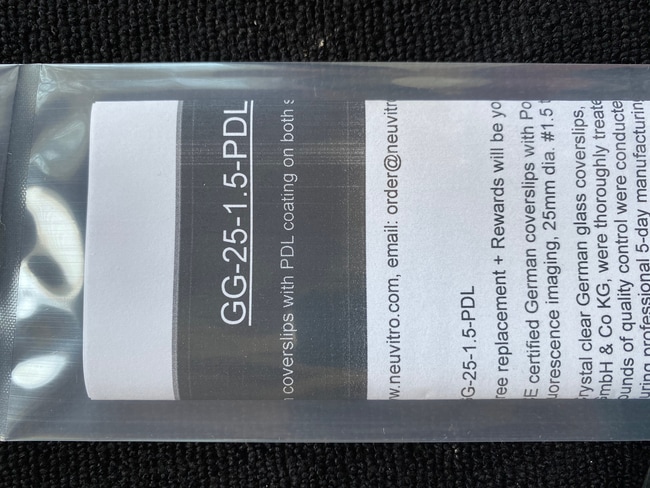 GG-25-1.5-PDL
coverslips with PDL coating on both
w.neuvitro.com, email: order@neuvitr
GG-25-1.5-PDL
ree replacement + Rewards will be yo
E certified German coverslips with Po
uorescence imaging, 25mm dia. #1.5 t
rystal clear German glass coverslips,
mbH & Co KG, were thoroughly treate
ounds of quality control were conducte
uring professional 5-day manufacturing